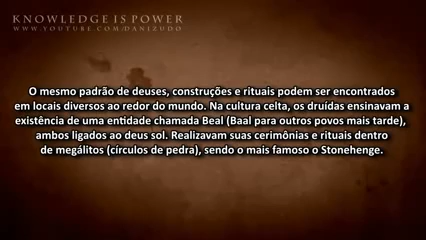 KNOWLEDGE IS POWER
WWW.YOUTUBE.COM/DANIZUDO
O mesmo padrão de deuses, construções e rituais podem ser encontrados
em locais diversos ao redor do mundo. Na cultura celta, os druídas ensinavam a
existência de uma entidade chamada Beal (Baal para outros povos mais tarde),
ambos ligados ao deus sol. Realizavam suas cerimônias e rituais dentro
de megálitos (círculos de pedra), sendo o mais famoso o Stonehenge.